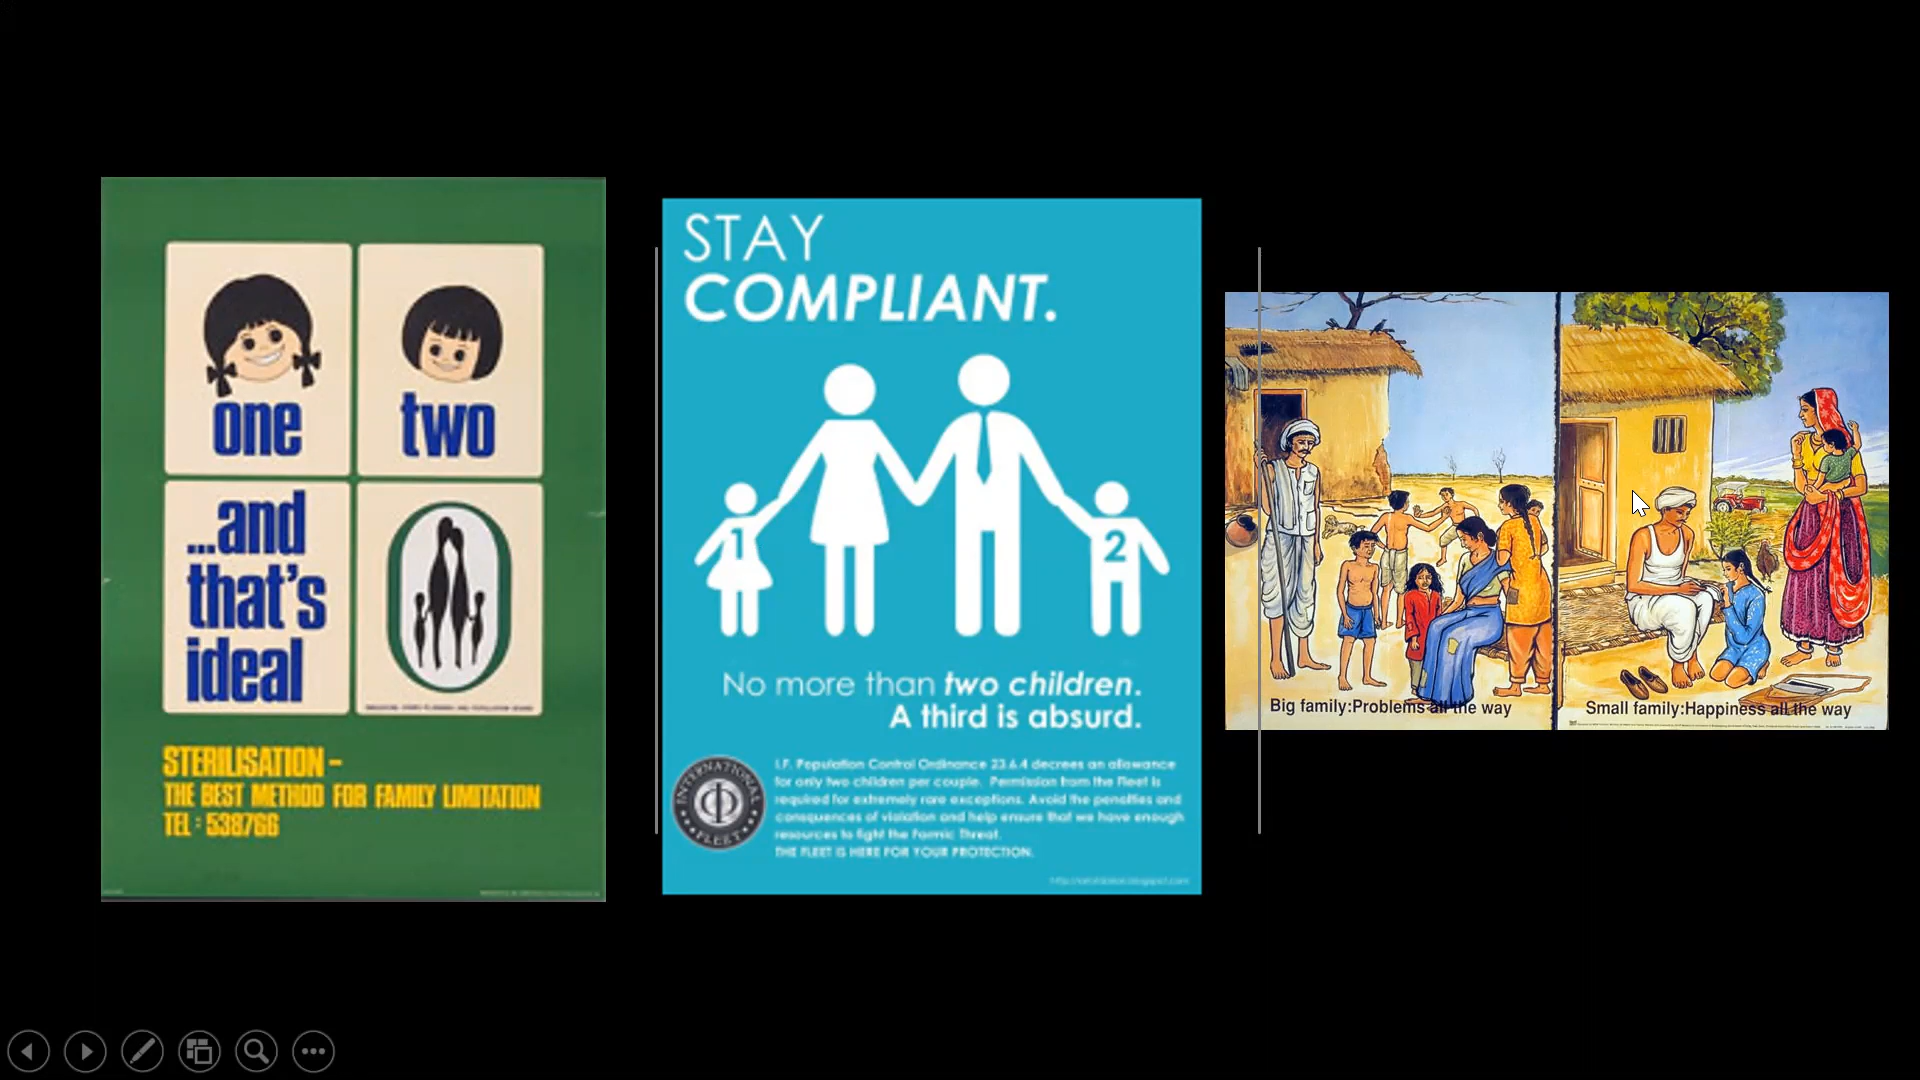 one
two
...and
that's
ideal
STERILISATION -
THE BEST METHOD FOR FAMILY LIMITATION
TEL : 538766
STAY
COMPLIANT.
1
2
No more than two children.
A third is absurd.
INTERNATIONAL
FLEET
I.F. Population Control Ordinance 23.6.4 decrees an allowance
for only two children per couple. Permission from the Fleet is
required for extremely rare exceptions. Avoid the penalties and
consequences of violation and help ensure that we have enough
resources to fight the Formic Threat.
THE FLEET IS HERE FOR YOUR PROTECTION.
Big family:Problems all the way
Small family:Happiness all the way